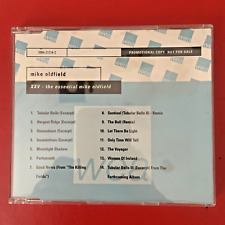 PROMOTIONAL COPY NOT FOR SALE
mike oldfield
XXV - the essential mike oldfield
1. Tubular Bells (Excerpt)
2. Hergest Ridge (Excerpt)
3. Ommadawn (Excerpt)
4. Incantations (Excerpt)
5. Moonlight Shadow
6. Portsmouth
7. Good News (From "The Killing
Fields")
8. Sentinel (Tubular Bells II) - Remix
9. The Bell (Remix)
10. Let There Be Light
11. Only Time Will Tell
12. The Voyager
13. Women Of Ireland
14. Tubular Bells III (Excerpt) From The
Forthcoming Album